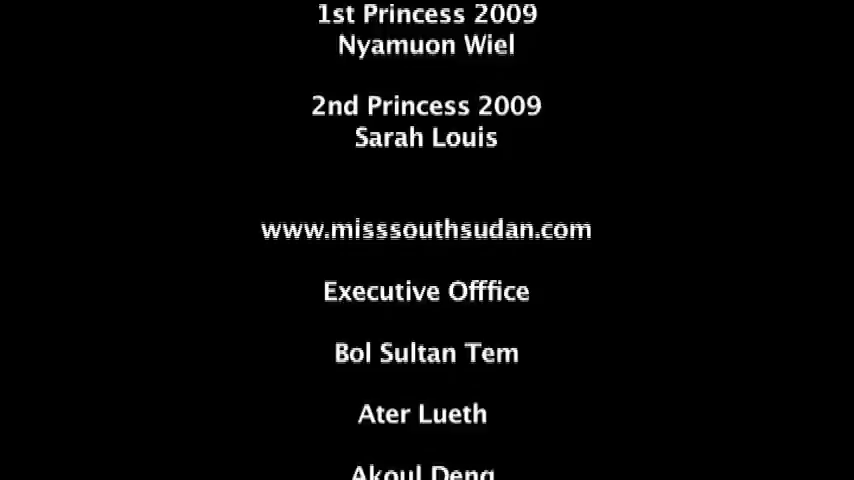 1st Princess 2009
Nyamuon Wiel
2nd Princess 2009
Sarah Louis
www.misssouthsudan.com
Executive Offfice
Bol Sultan Tem
Ater Lueth
Akoul Deng